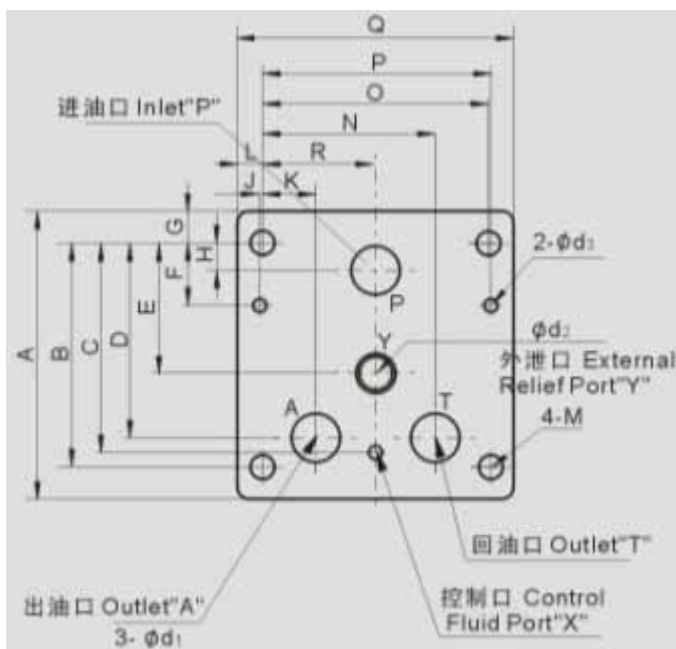 Q
P
O
N
进油口 Inlet"P"
L
R
J
K
G
H
F
2-Φd₃
E
P
D
C
B
A
Y
Φd₂
外泄口 External
Relief Port"Y"
A
T
4-M
回油口 Outlet"T"
出油口 Outlet"A"
3- Φd₁
控制口 Control
Fluid Port"X"